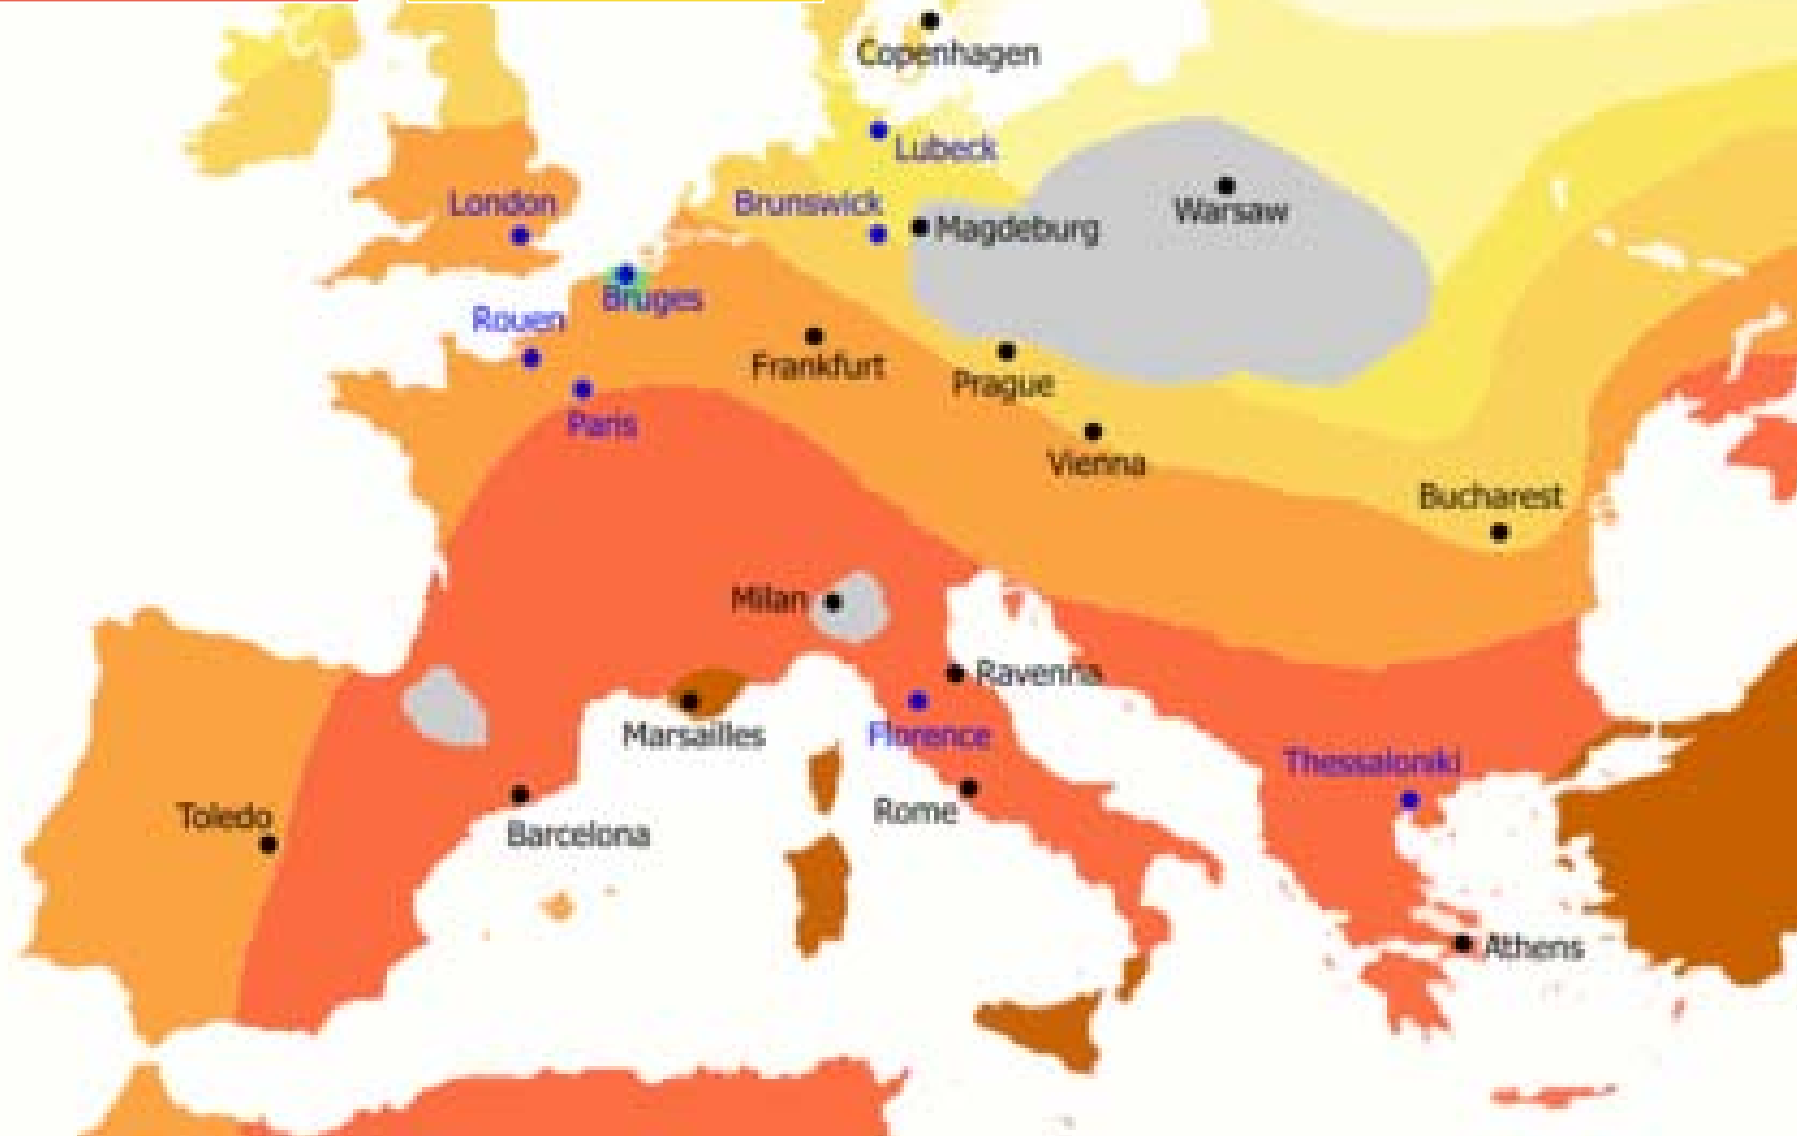 Copenhagen
Lubeck
London
Brunswick
Magdeburg
Warsaw
Bruges
Rouen
Frankfurt
Prague
Paris
Vienna
Bucharest
Milan
Ravenna
Marsailles
Florence
Thessaloniki
Toledo
Barcelona
Rome
Athens